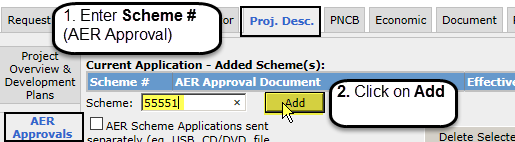 Request
1. Enter Scheme #
(AER Approval)
or
Proj. Desc.
PNCB
Economic
Document
Project
Overview &
Development
Plans
AER
Approvals
Current Application - Added Scheme(s):
Scheme # AER Approval Document Effective
Scheme: 55551 × Add
2. Click on Add
AER Scheme Applications sent
separately (eg. USB, CD/DVD, file
Delete Selecte